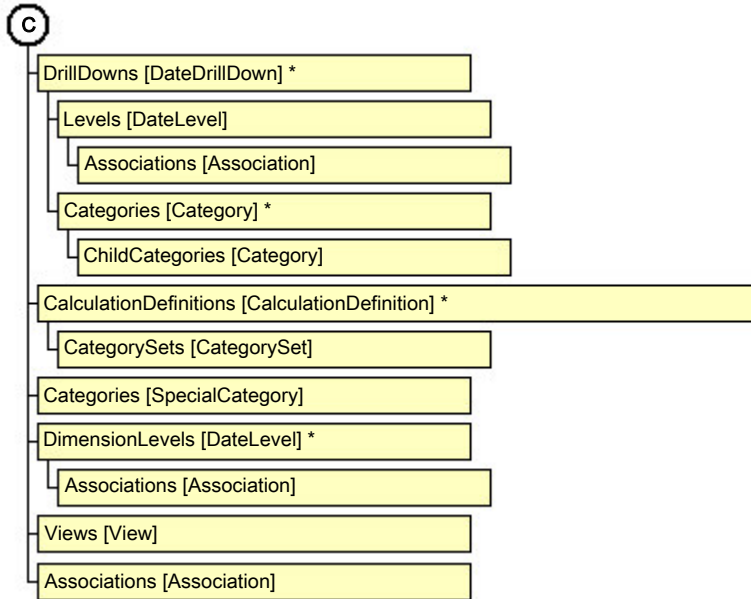 C
DrillDowns [DateDrillDown] *
Levels [DateLevel]
Associations [Association]
Categories [Category] *
ChildCategories [Category]
CalculationDefinitions [CalculationDefinition] *
CategorySets [CategorySet]
Categories [SpecialCategory]
DimensionLevels [DateLevel] *
Associations [Association]
Views [View]
Associations [Association]